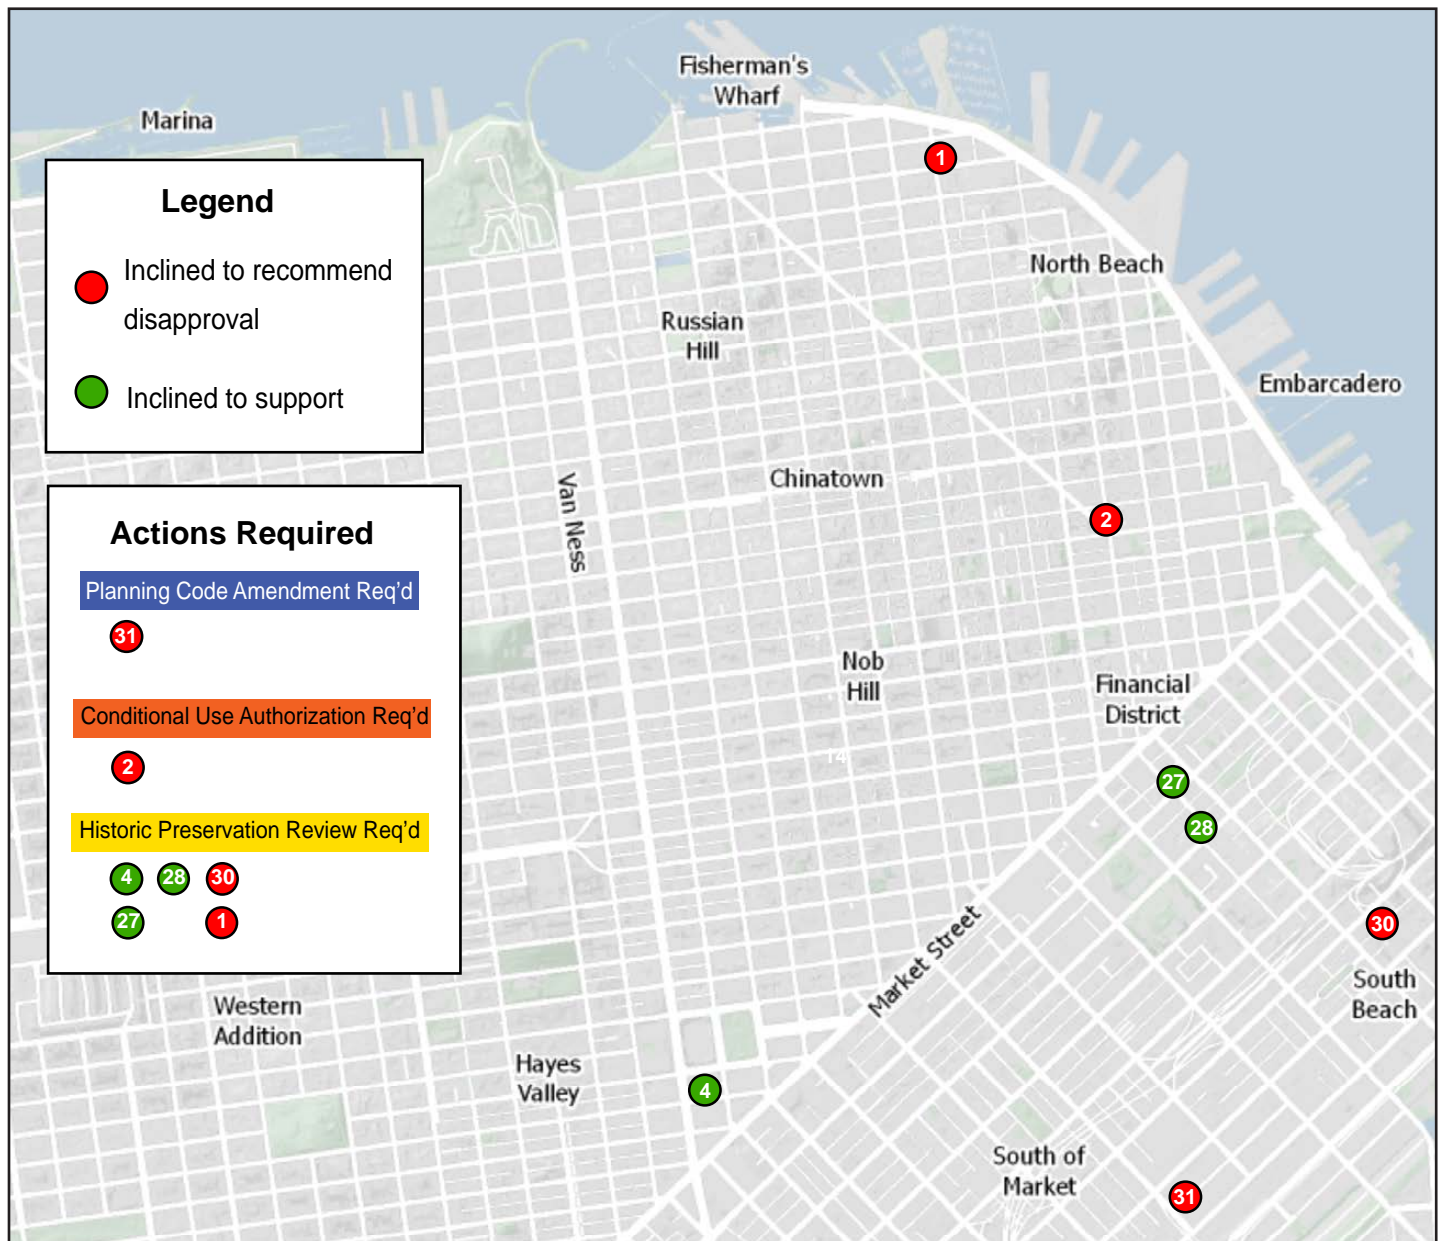 Fisherman's
Wharf
Marina
1
Legend
Inclined to recommend
disapproval
Inclined to support
North Beach
Russian
Hill
Embarcadero
Van Ness
Chinatown
2
Actions Required
Planning Code Amendment Req’d
31
Conditional Use Authorization Req’d
2
Historic Preservation Review Req’d
4 28 30
27 1
Nob
Hill
Financial
District
14
27
28
Market Street
30
South
Beach
Western
Addition
Hayes
Valley
4
South of
Market
31